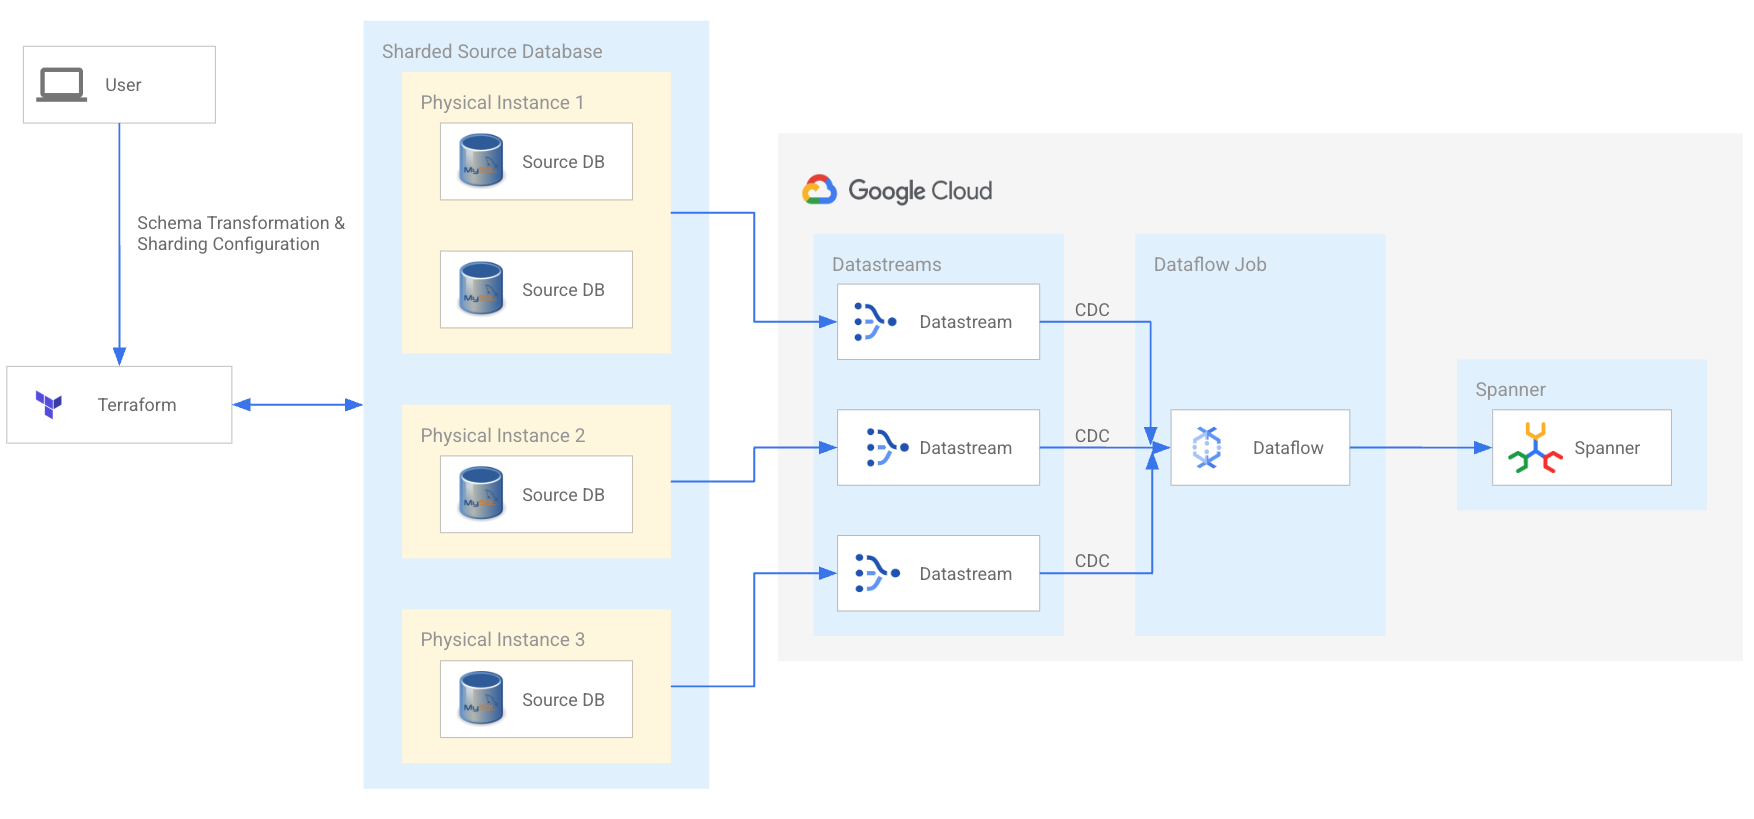 User
Schema Transformation &
Sharding Configuration
Terraform
Sharded Source Database
Physical Instance 1
Source DB
Source DB
Physical Instance 2
Source DB
Physical Instance 3
Source DB
Google Cloud
Datastreams
Datastream
CDC
Datastream
CDC
Datastream
CDC
Dataflow Job
Dataflow
Spanner
Spanner